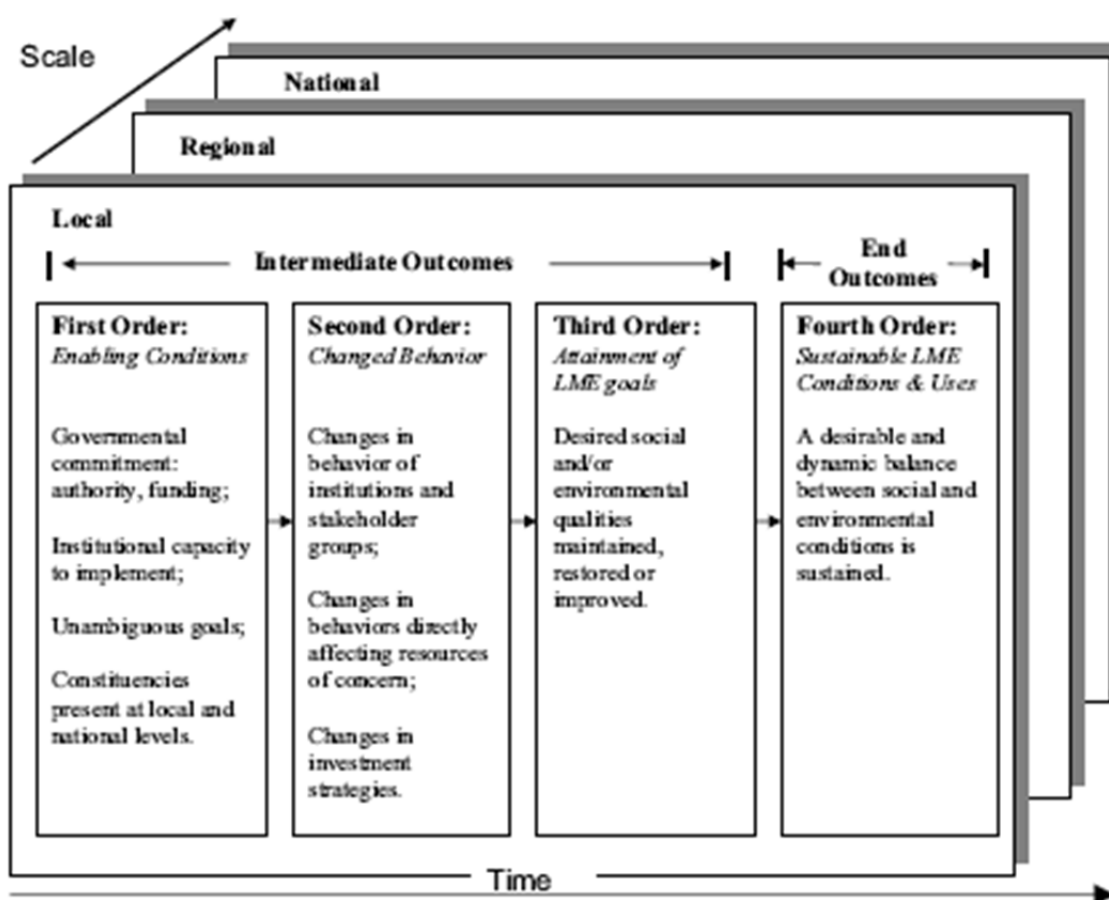 Scale
National
Regional
Local
Intermediate Outcomes
End
Outcomes
First Order:
Enabling Conditions
Governmental
commitment:
authority, funding;
Institutional capacity
to implement;
Unambiguous goals;
Constituencies
present at local and
national levels.
Second Order:
Changed Behavior
Changes in
behavior of
institutions and
stakeholder
groups;
Changes in
behaviors directly
affecting resources
of concern;
Changes in
investment
strategies.
Third Order:
Attainment of
LME goals
Desired social
and/or
environmental
qualities
maintained,
restored or
improved.
Fourth Order:
Sustainable LME
Conditions & Uses
A desirable and
dynamic balance
between social and
environmental
conditions is
sustained.
Time